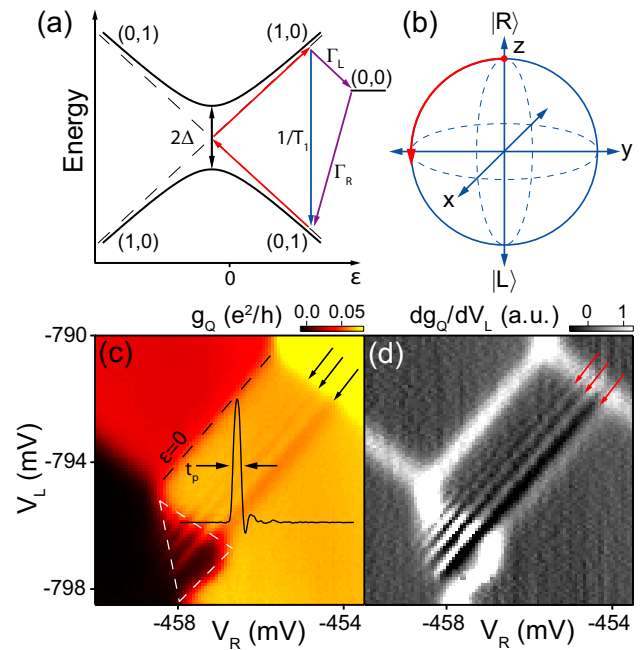 (a)
(0,1)
(1,0)
Γ_L
(0,0)
Energy
2Δ
1/T_1
Γ_R
(1,0)
(0,1)
0
ε
(b)
|R⟩
z
y
x
|L⟩
g_Q (e²/h)
0.0 0.05
dg_Q/dV_L (a.u.)
0 1
(c)
-790
-794
-798
V_L (mV)
ε=0
t_p
-458
-454
V_R (mV)
(d)
-458
-454
V_R (mV)